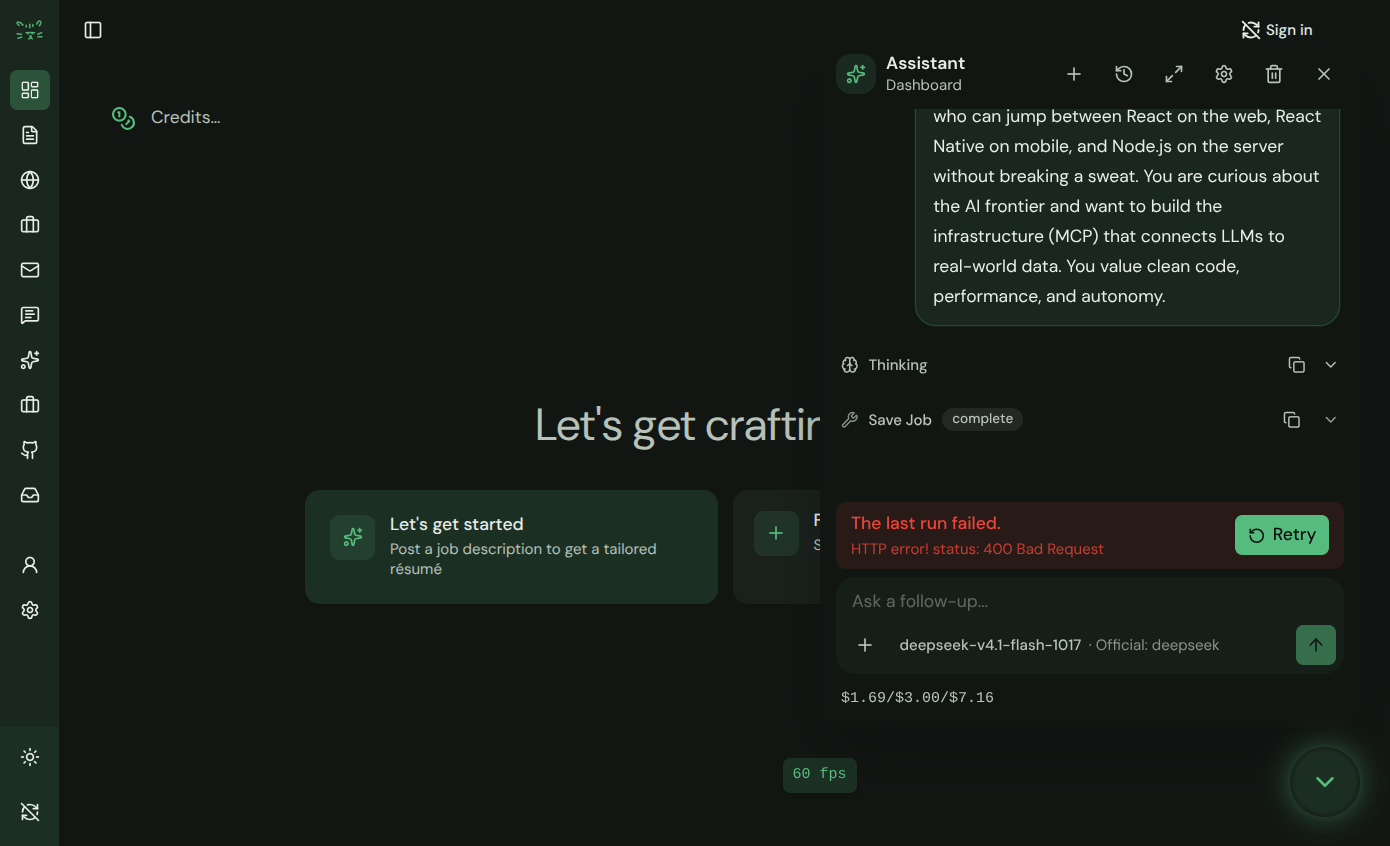 Sign in
Credits...
Let's get craftin
Let's get started
Post a job description to get a tailored
résumé
Assistant
Dashboard
who can jump between React on the web, React
Native on mobile, and Node.js on the server
without breaking a sweat. You are curious about
the AI frontier and want to build the
infrastructure (MCP) that connects LLMs to
real-world data. You value clean code,
performance, and autonomy.
Thinking
Save Job complete
The last run failed.
HTTP error! status: 400 Bad Request
Retry
Ask a follow-up...
deepseek-v4.1-flash-1017 · Official: deepseek
$1.69/$3.00/$7.16
60 fps